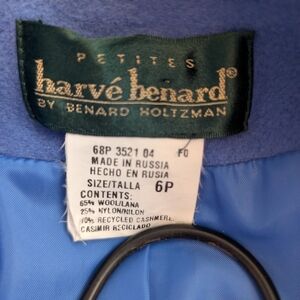 PETITES
harvé benard®
BY BENARD HOLTZMAN
68P 3521 04 FO
MADE IN RUSSIA
HECHO EN RUSIA
SIZE/TALLA 6P
CONTENTS:
65% WOOL/LANA
25% NYLON/NILON
10% RECYCLED CASHMERE
CASIMIR RECICLADO